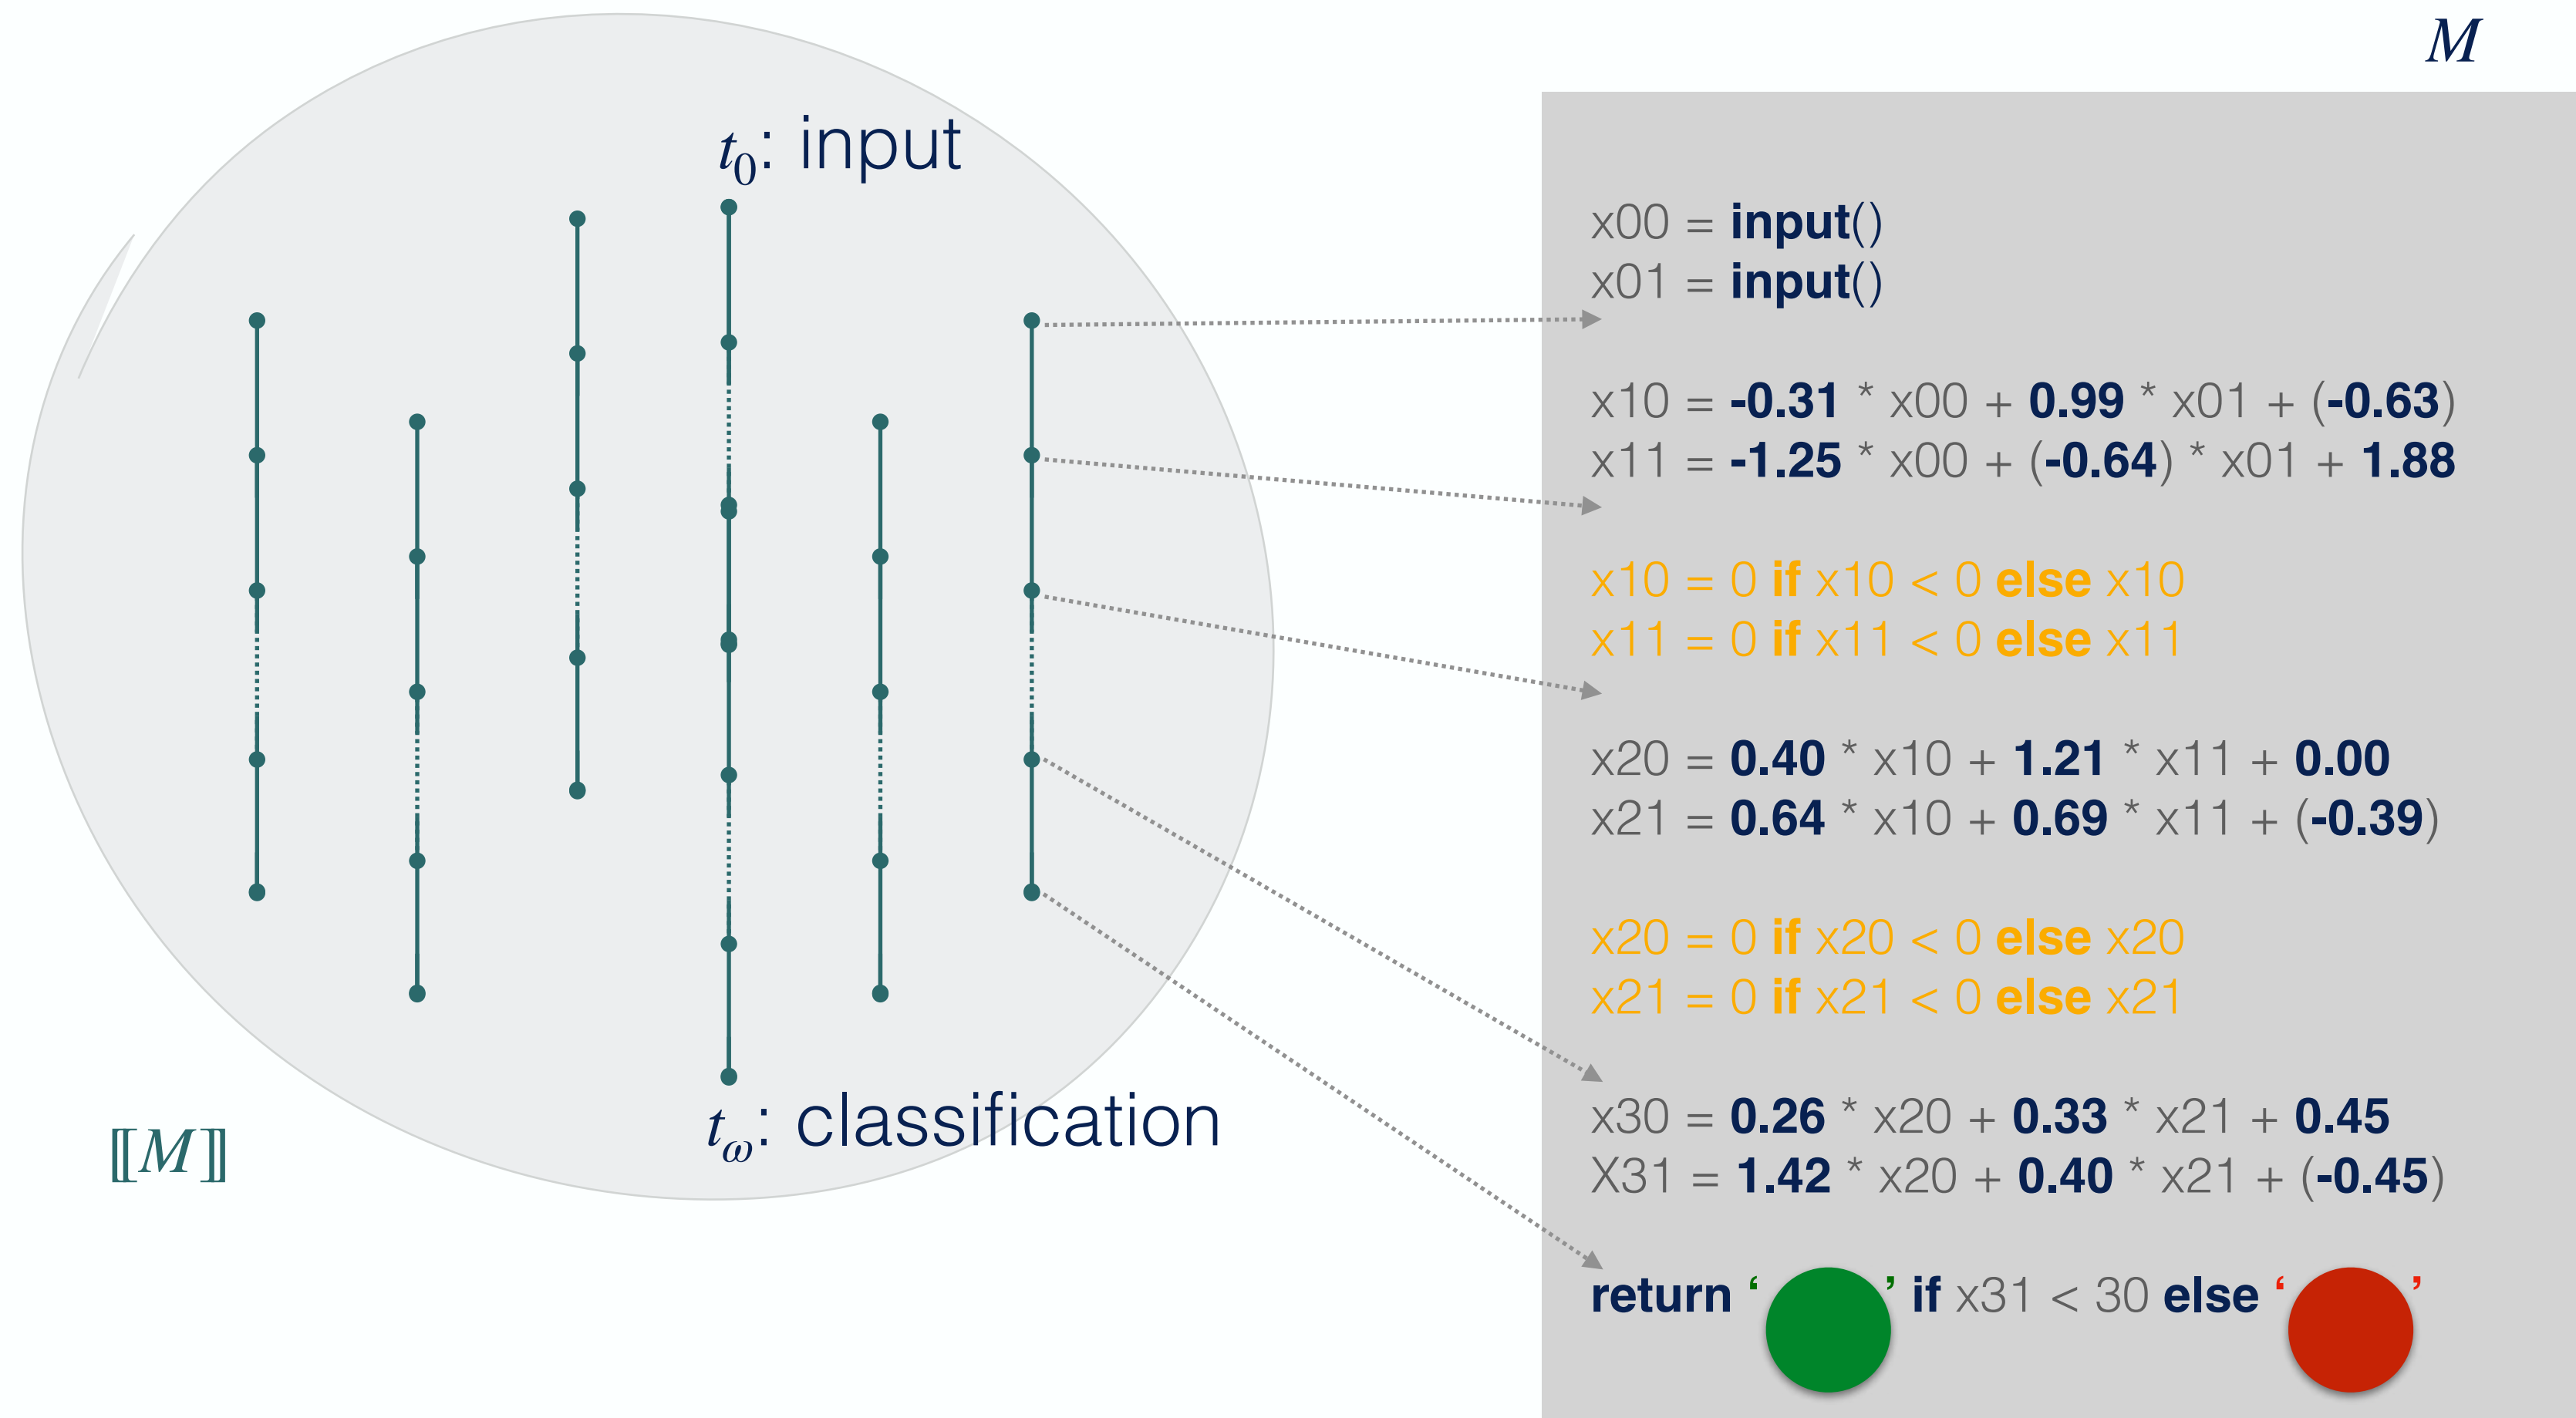 M
t₀: input
x00 = input()
x01 = input()
x10 = -0.31 * x00 + 0.99 * x01 + (-0.63)
x11 = -1.25 * x00 + (-0.64) * x01 + 1.88
x10 = 0 if x10 < 0 else x10
x11 = 0 if x11 < 0 else x11
x20 = 0.40 * x10 + 1.21 * x11 + 0.00
x21 = 0.64 * x10 + 0.69 * x11 + (-0.39)
x20 = 0 if x20 < 0 else x20
x21 = 0 if x21 < 0 else x21
x30 = 0.26 * x20 + 0.33 * x21 + 0.45
X31 = 1.42 * x20 + 0.40 * x21 + (-0.45)
return ‘ ’ if x31 < 30 else ‘ ’
t_ω: classification
⟦M⟧